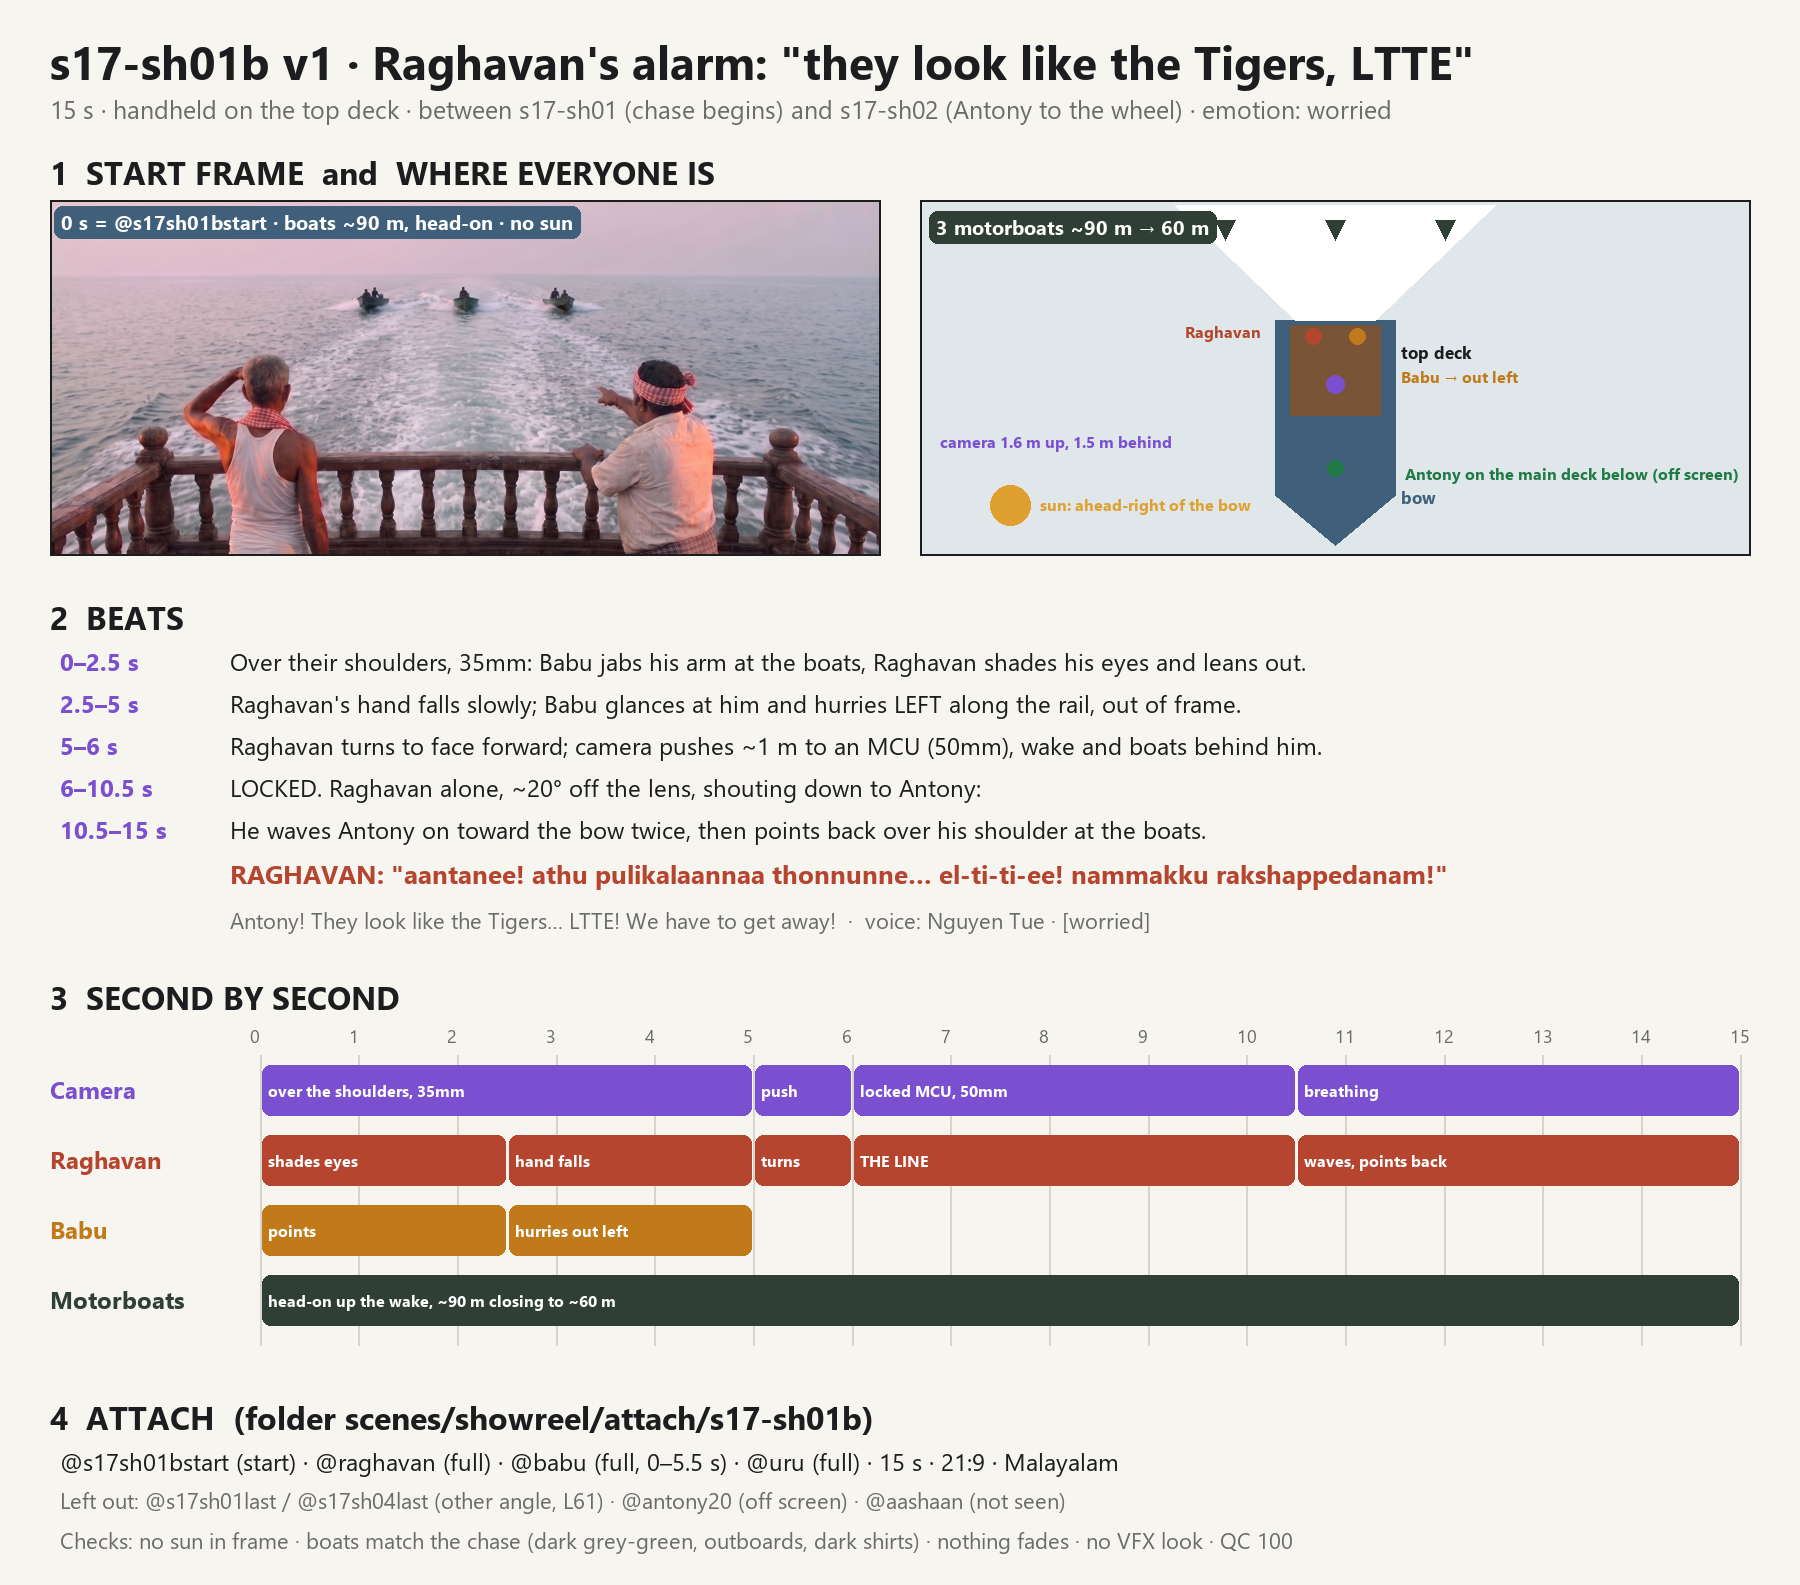 s17-sh01b v1 · Raghavan's alarm: "they look like the Tigers, LTTE"
15 s · handheld on the top deck · between s17-sh01 (chase begins) and s17-sh02 (Antony to the wheel) · emotion: worried
1 START FRAME and WHERE EVERYONE IS
0 s = @s17sh01bstart · boats ~90 m, head-on · no sun
3 motorboats ~90 m → 60 m
Raghavan
top deck
Babu → out left
camera 1.6 m up, 1.5 m behind
Antony on the main deck below (off screen)
bow
sun: ahead-right of the bow
2 BEATS
0–2.5 s Over their shoulders, 35mm: Babu jabs his arm at the boats, Raghavan shades his eyes and leans out.
2.5–5 s Raghavan's hand falls slowly; Babu glances at him and hurries LEFT along the rail, out of frame.
5–6 s Raghavan turns to face forward; camera pushes ~1 m to an MCU (50mm), wake and boats behind him.
6–10.5 s LOCKED. Raghavan alone, ~20° off the lens, shouting down to Antony:
10.5–15 s He waves Antony on toward the bow twice, then points back over his shoulder at the boats.
RAGHAVAN: "aantanee! athu pulikalaannaa thonnunne… el-ti-ti-ee! nammakku rakshappedanam!"
Antony! They look like the Tigers… LTTE! We have to get away! · voice: Nguyen Tue · [worried]
3 SECOND BY SECOND
0 1 2 3 4 5 6 7 8 9 10 11 12 13 14 15
Camera over the shoulders, 35mm push locked MCU, 50mm breathing
Raghavan shades eyes hand falls turns THE LINE waves, points back
Babu points hurries out left
Motorboats head-on up the wake, ~90 m closing to ~60 m
4 ATTACH (folder scenes/showreel/attach/s17-sh01b)
@s17sh01bstart (start) · @raghavan (full) · @babu (full, 0–5.5 s) · @uru (full) · 15 s · 21:9 · Malayalam
Left out: @s17sh01last / @s17sh04last (other angle, L61) · @antony20 (off screen) · @aashaan (not seen)
Checks: no sun in frame · boats match the chase (dark grey-green, outboards, dark shirts) · nothing fades · no VFX look · QC 100